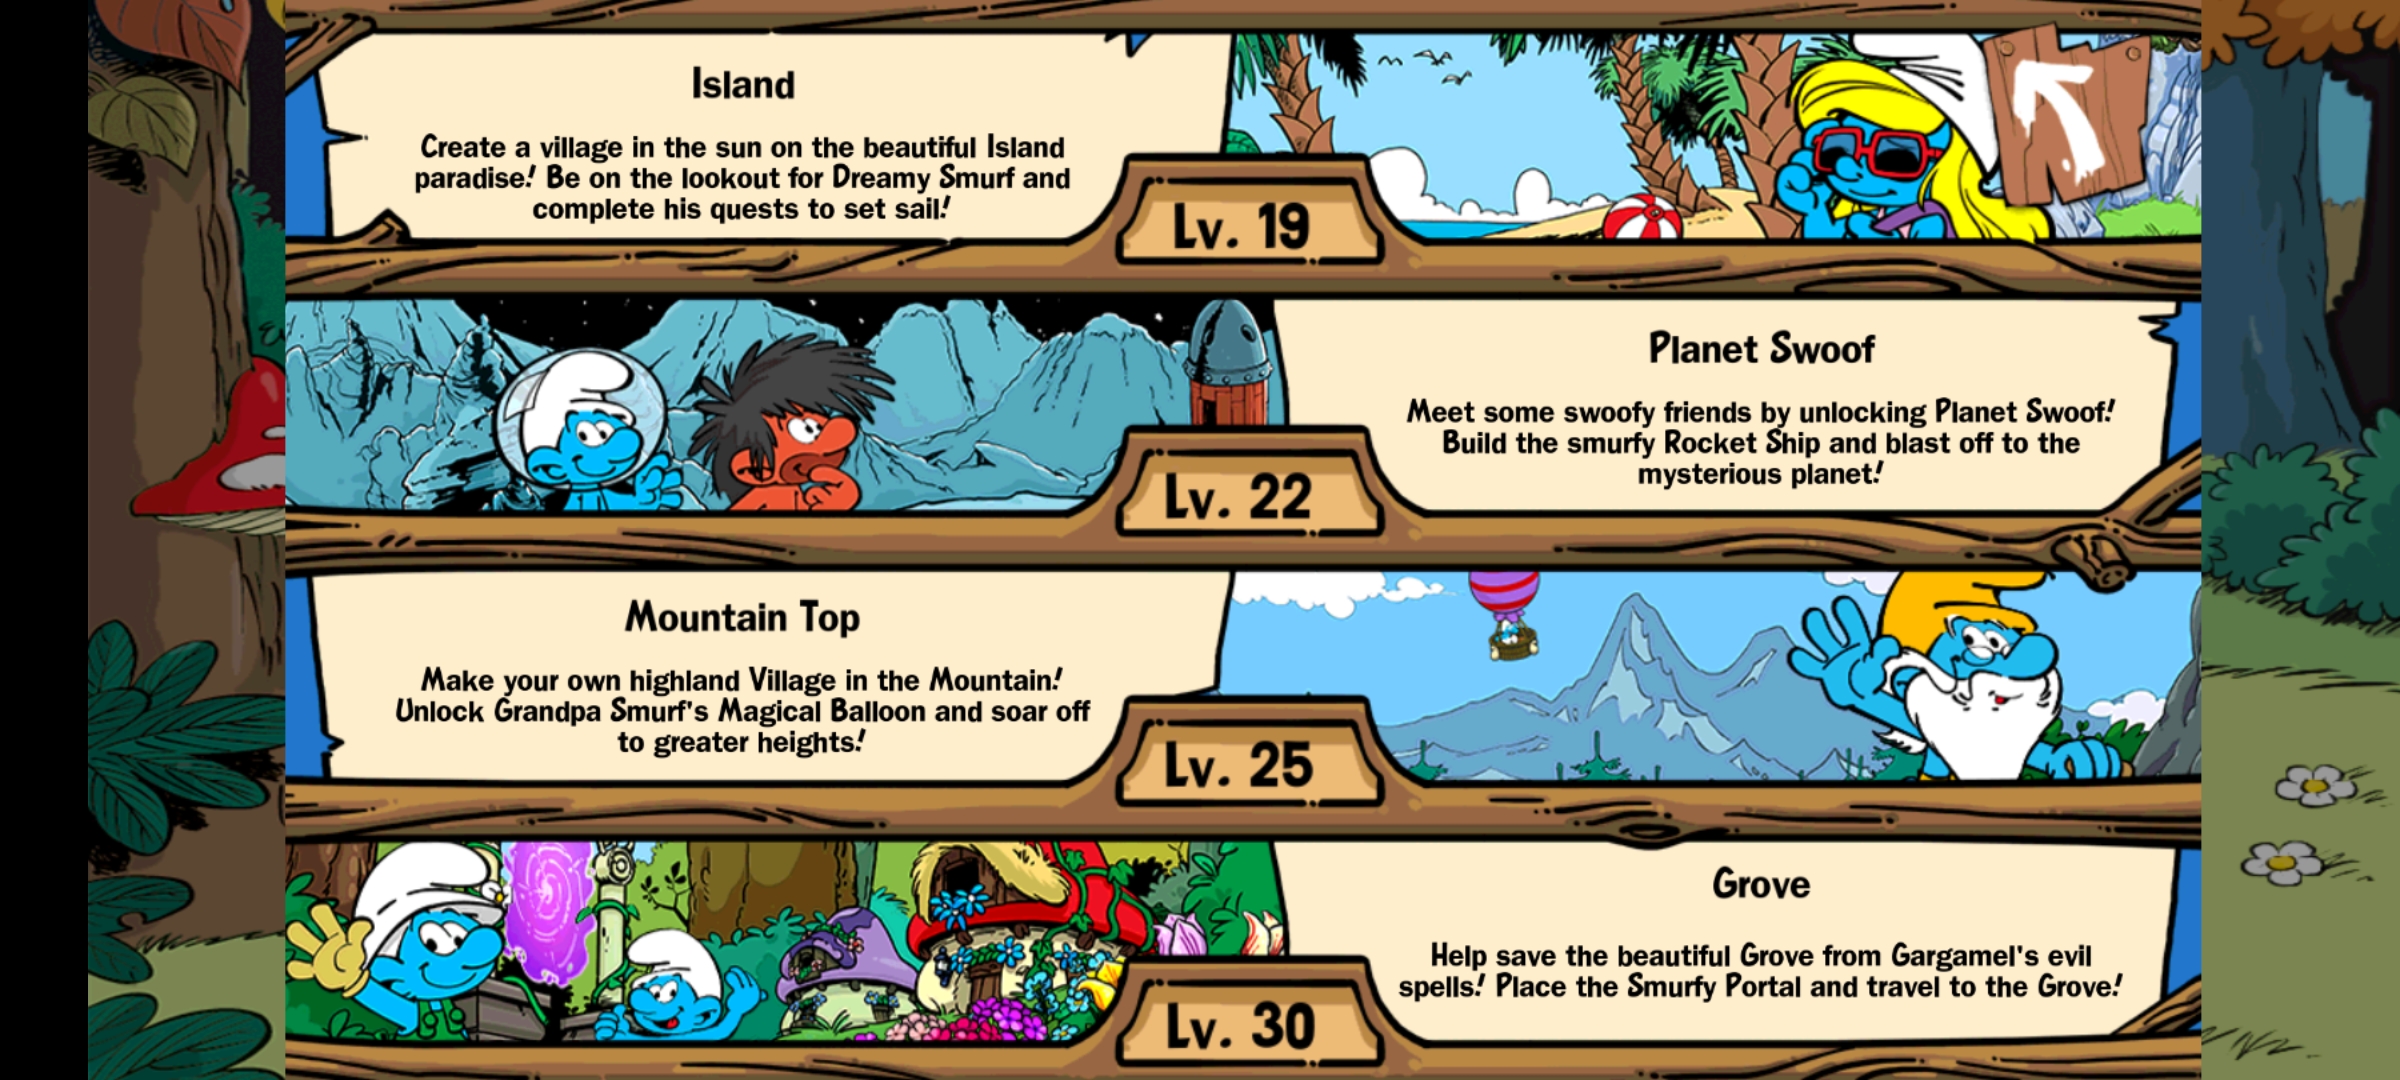 Island
Create a village in the sun on the beautiful Island
paradise! Be on the lookout for Dreamy Smurf and
complete his quests to set sail!
Lv. 19
Planet Swoof
Meet some swoofy friends by unlocking Planet Swoof!
Build the smurfy Rocket Ship and blast off to the
mysterious planet!
Lv. 22
Mountain Top
Make your own highland Village in the Mountain!
Unlock Grandpa Smurf's Magical Balloon and soar off
to greater heights!
Lv. 25
Grove
Help save the beautiful Grove from Gargamel's evil
spells! Place the Smurfy Portal and travel to the Grove!
Lv. 30